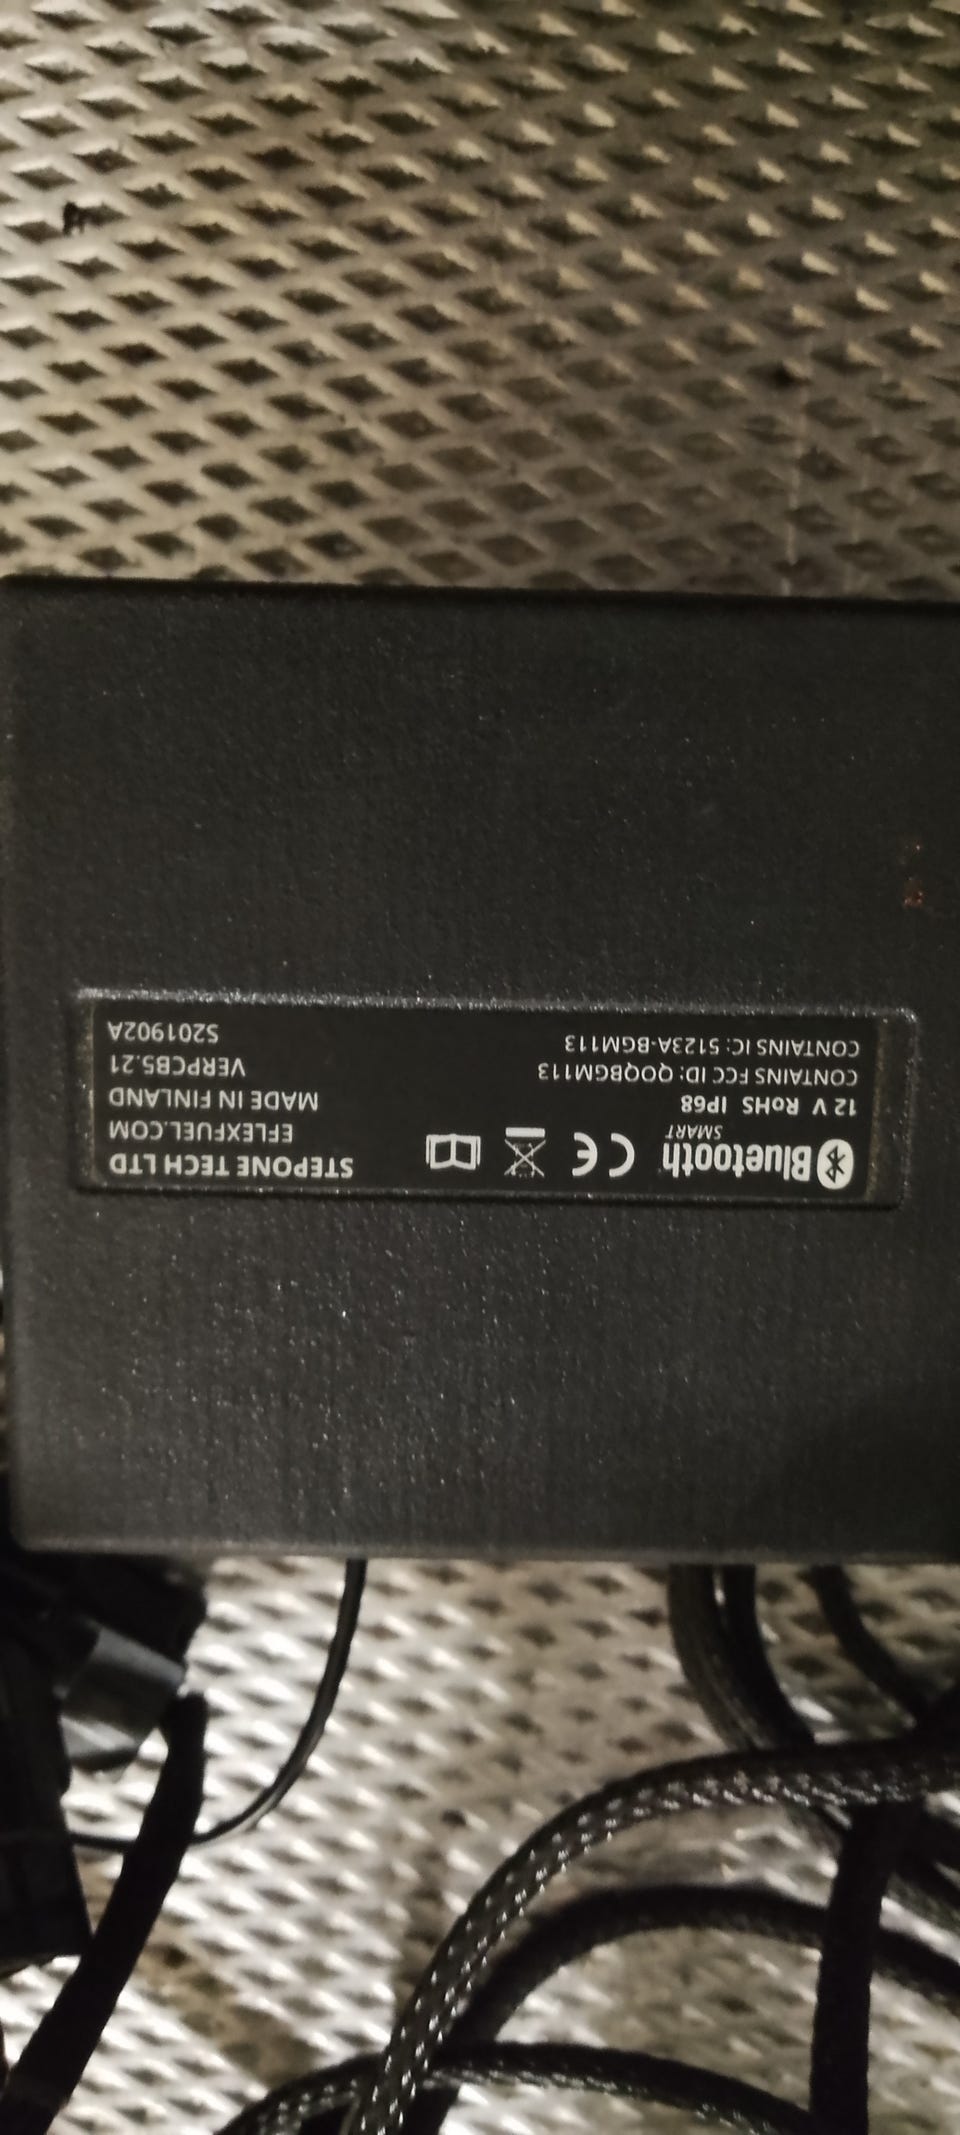 Bluetooth
SMART
12 V RoHS IP68
CONTAINS FCC ID: QOQBGM113
CONTAINS IC: 5123A-BGM113
CE
STEPONE TECH LTD
EFLEXFUEL.COM
MADE IN FINLAND
VERPCB5.21
S201902A